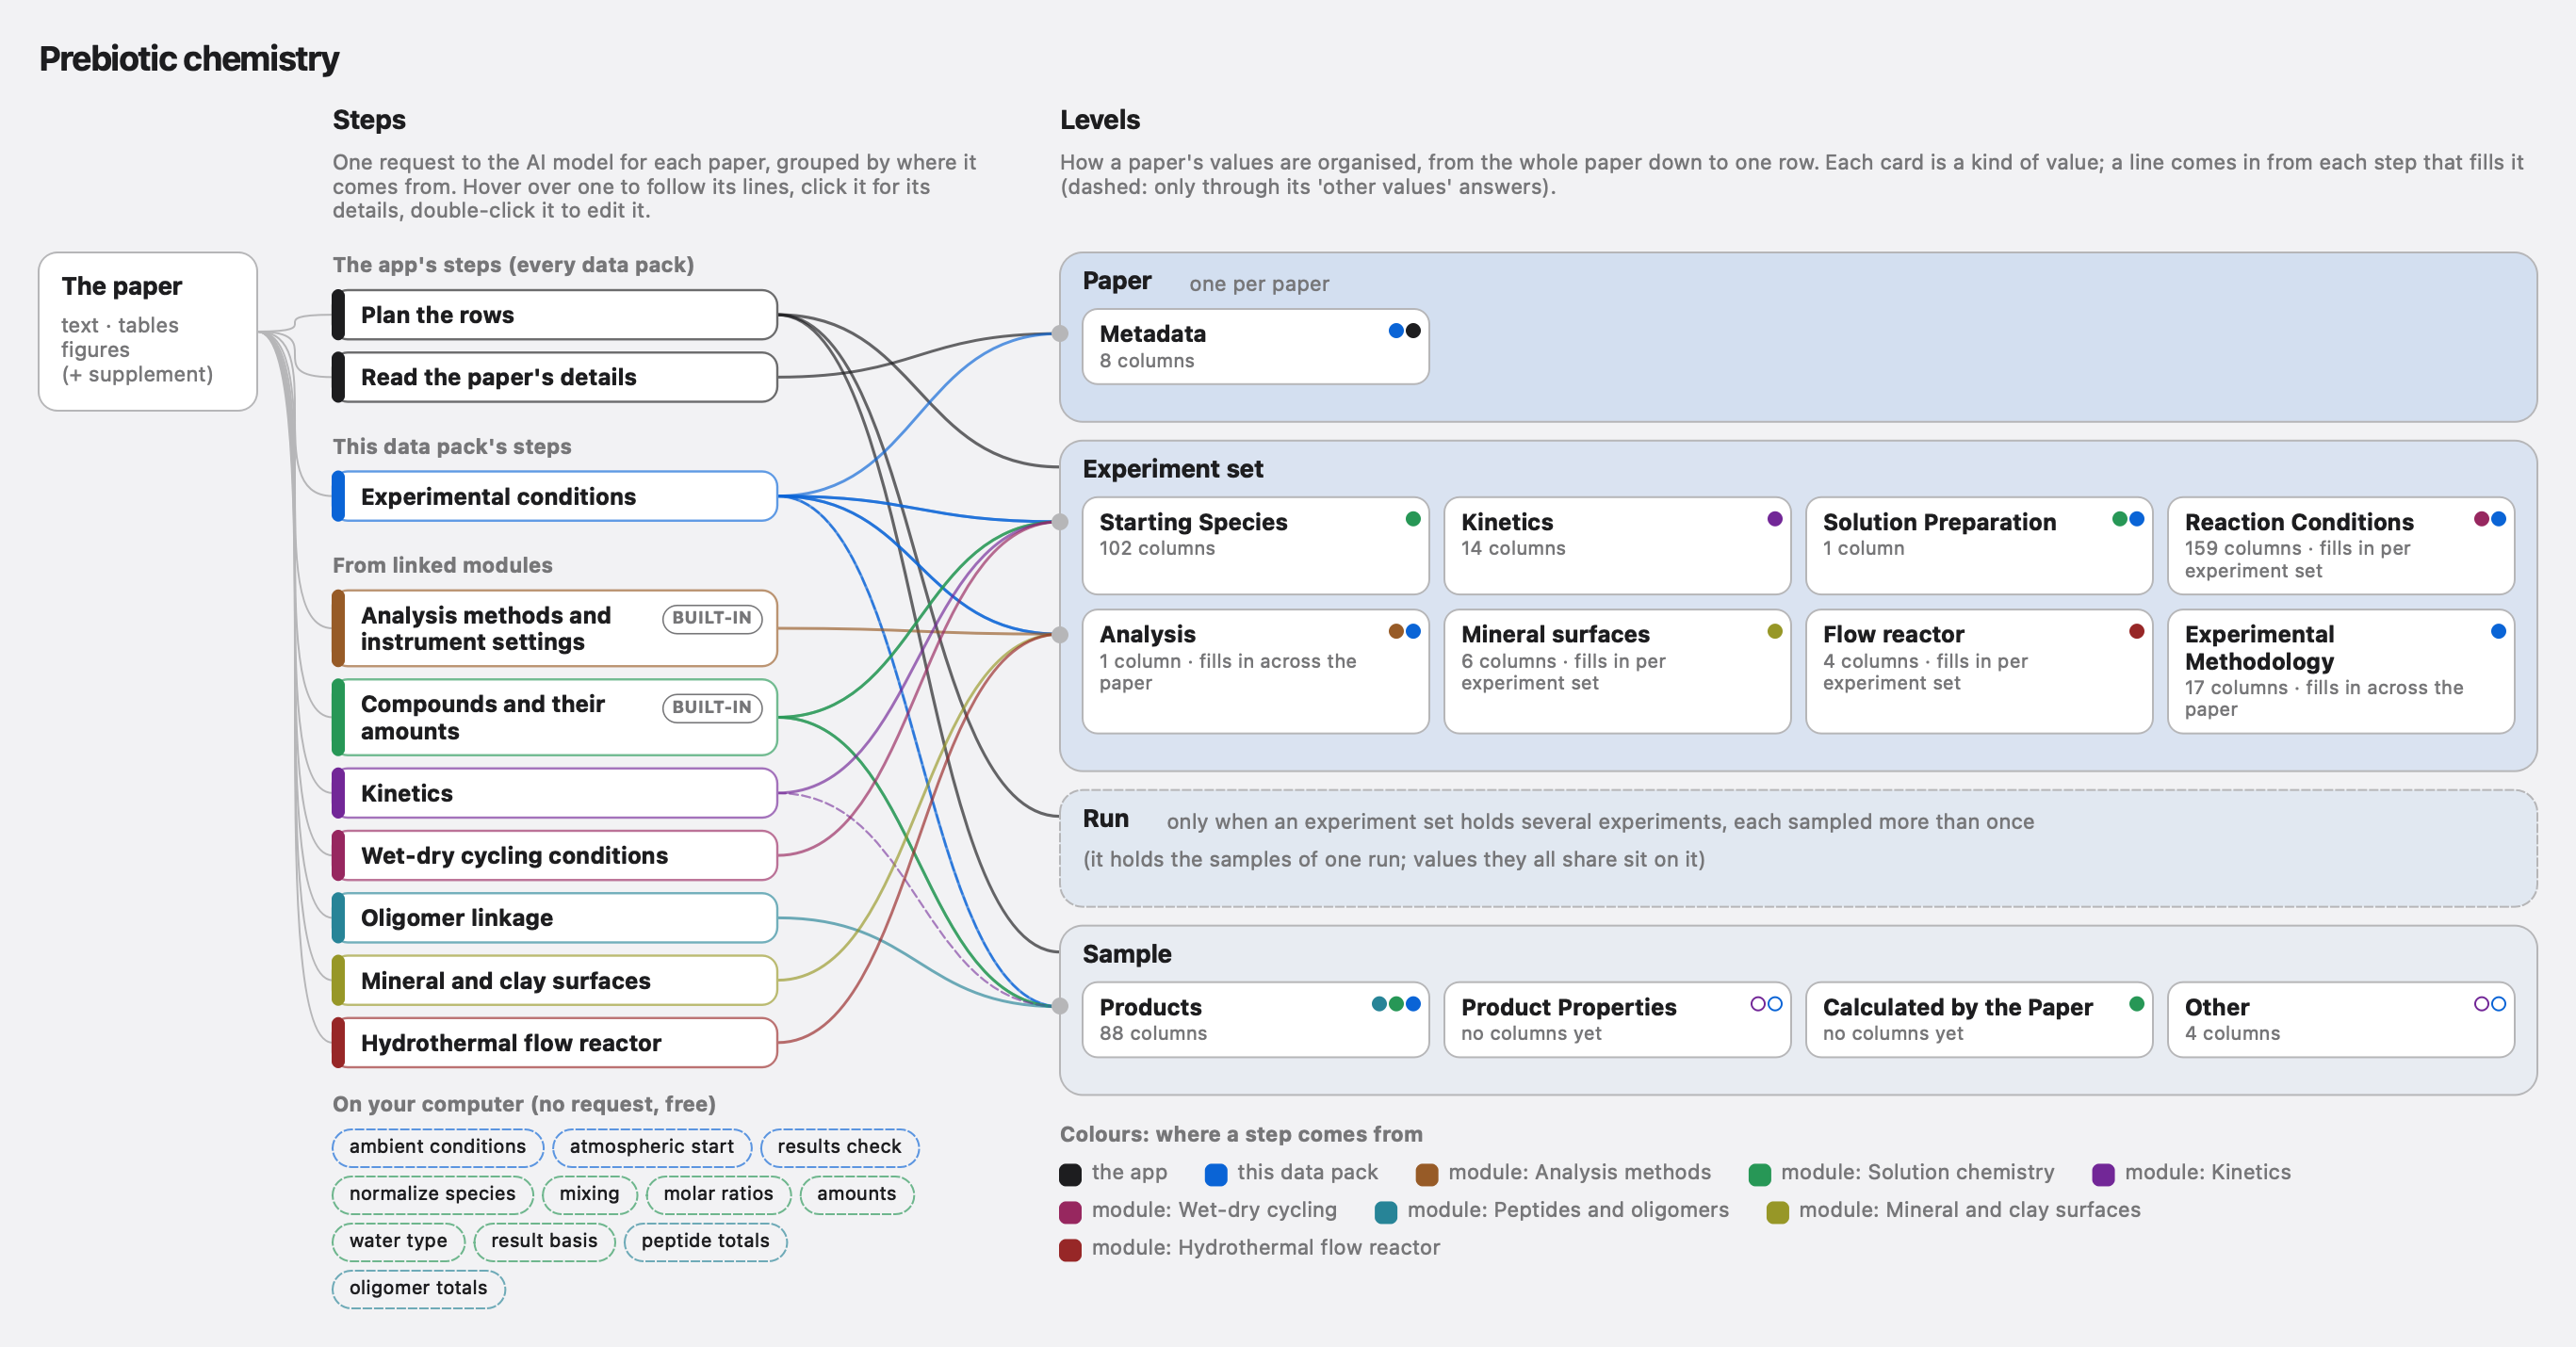 Prebiotic chemistry
Steps
One request to the AI model for each paper, grouped by where it
comes from. Hover over one to follow its lines, click it for its
details, double-click it to edit it.
Levels
How a paper's values are organised, from the whole paper down to one row. Each card is a kind of value; a line comes in from each step that fills it
(dashed: only through its 'other values' answers).
The paper
text · tables
figures
(+ supplement)
The app's steps (every data pack)
Plan the rows
Read the paper's details
This data pack's steps
Experimental conditions
From linked modules
Analysis methods and
instrument settings
BUILT-IN
Compounds and their
amounts
BUILT-IN
Kinetics
Wet-dry cycling conditions
Oligomer linkage
Mineral and clay surfaces
Hydrothermal flow reactor
On your computer (no request, free)
ambient conditions
atmospheric start
results check
normalize species
mixing
molar ratios
amounts
water type
result basis
peptide totals
oligomer totals
Paper
one per paper
Metadata
8 columns
Experiment set
Starting Species
102 columns
Kinetics
14 columns
Solution Preparation
1 column
Reaction Conditions
159 columns · fills in per
experiment set
Analysis
1 column · fills in across the
paper
Mineral surfaces
6 columns · fills in per
experiment set
Flow reactor
4 columns · fills in per
experiment set
Experimental
Methodology
17 columns · fills in across the
paper
Run
only when an experiment set holds several experiments, each sampled more than once
(it holds the samples of one run; values they all share sit on it)
Sample
Products
88 columns
Product Properties
no columns yet
Calculated by the Paper
no columns yet
Other
4 columns
Colours: where a step comes from
the app
this data pack
module: Analysis methods
module: Solution chemistry
module: Kinetics
module: Wet-dry cycling
module: Peptides and oligomers
module: Mineral and clay surfaces
module: Hydrothermal flow reactor